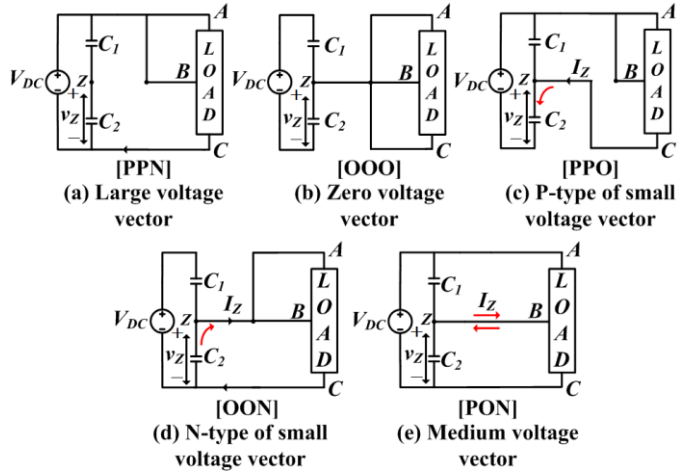 A
C1
L
O
A
D
VDC
Z
B
+
vZ
−
C2
C
[PPN]
(a) Large voltage
vector
A
C1
L
O
A
D
VDC
Z
B
+
vZ
−
C2
C
[OOO]
(b) Zero voltage
vector
A
C1
L
O
A
D
VDC
Z
IZ
B
+
vZ
−
C2
C
[PPO]
(c) P-type of small
voltage vector
A
C1
L
O
A
D
IZ
VDC
Z
B
+
vZ
−
C2
C
[OON]
(d) N-type of small
voltage vector
A
C1
L
O
A
D
IZ
VDC
Z
B
+
vZ
−
C2
C
[PON]
(e) Medium voltage
vector